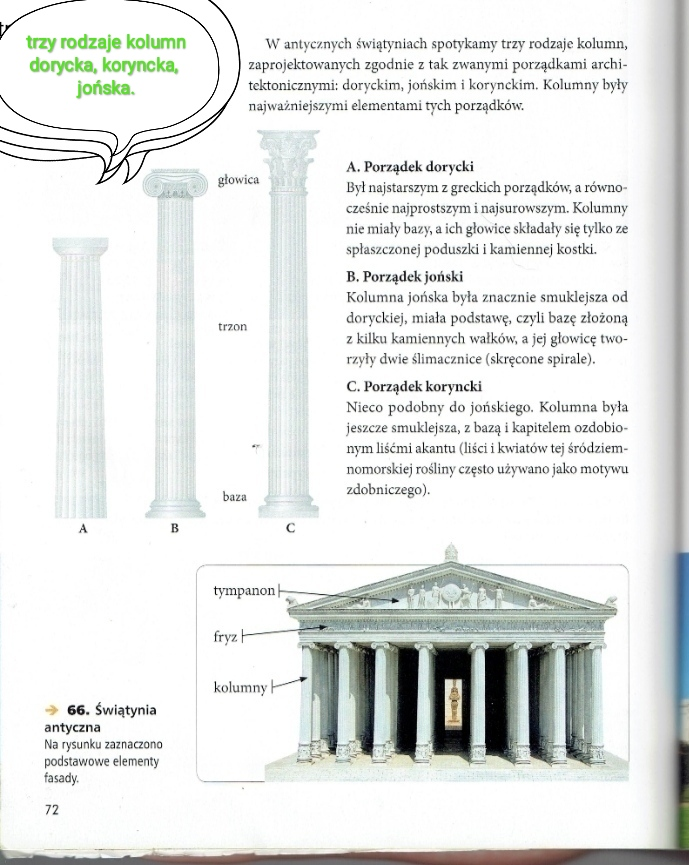 trzy rodzaje kolumn
dorycka, koryncka,
jońska.
W antycznych świątyniach spotykamy trzy rodzaje kolumn,
zaprojektowanych zgodnie z tak zwanymi porządkami archi-
tektonicznymi: doryckim, jońskim i korynckim. Kolumny były
najważniejszymi elementami tych porządków.
głowica
trzon
baza
A
B
C
A. Porządek dorycki
Był najstarszym z greckich porządków, a równo-
cześnie najprostszym i najsurowszym. Kolumny
nie miały bazy, a ich głowice składały się tylko ze
spłaszczonej poduszki i kamiennej kostki.
B. Porządek joński
Kolumna jońska była znacznie smuklejsza od
doryckiej, miała podstawę, czyli bazę złożoną
z kilku kamiennych wałków, a jej głowicę two-
rzyły dwie ślimacznice (skręcone spirale).
C. Porządek koryncki
Nieco podobny do jońskiego. Kolumna była
jeszcze smuklejsza, z bazą i kapitelem ozdobio-
nym liśćmi akantu (liści i kwiatów tej śródziem-
nomorskiej rośliny często używano jako motywu
zdobniczego).
tympanon
fryz
kolumny
66. Świątynia
antyczna
Na rysunku zaznaczono
podstawowe elementy
fasady.
72